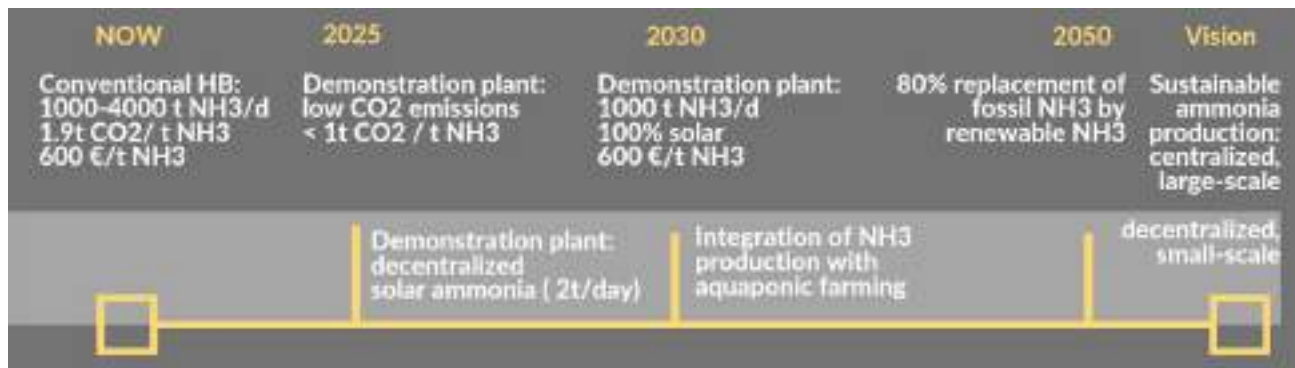 NOW
Conventional HB:
1000-4000 t NH3/d
1.9t CO2/ t NH3
600 €/t NH3
2025
Demonstration plant:
low CO2 emissions
< 1t CO2 / t NH3
2030
Demonstration plant:
1000 t NH3/d
100% solar
600 €/t NH3
2050
80% replacement of
fossil NH3 by
renewable NH3
Vision
Sustainable
ammonia
production:
centralized,
large-scale
Demonstration plant:
decentralized
solar ammonia ( 2t/day)
Integration of NH3
production with
aquaponic farming
decentralized,
small-scale